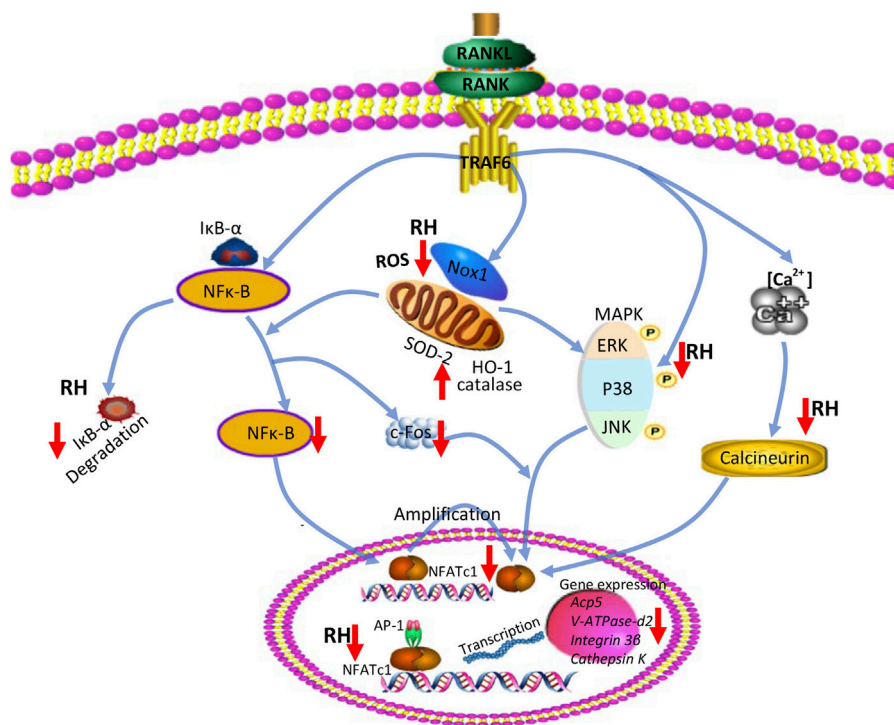 RANKL
RANK
TRAF6
IκB-α
NFκ-B
RH
ROS
Nox1
SOD-2
HO-1
catalase
MAPK
ERK
P
P38
P
JNK
P
RH
[Ca²⁺]
Ca⁺⁺
RH
IκB-α
Degradation
NFκ-B
c-Fos
RH
Calcineurin
Amplification
NFATc1
Gene expression
Acp5
V-ATPase-d2
Integrin 3β
Cathepsin K
AP-1
RH
NFATc1
Transcription